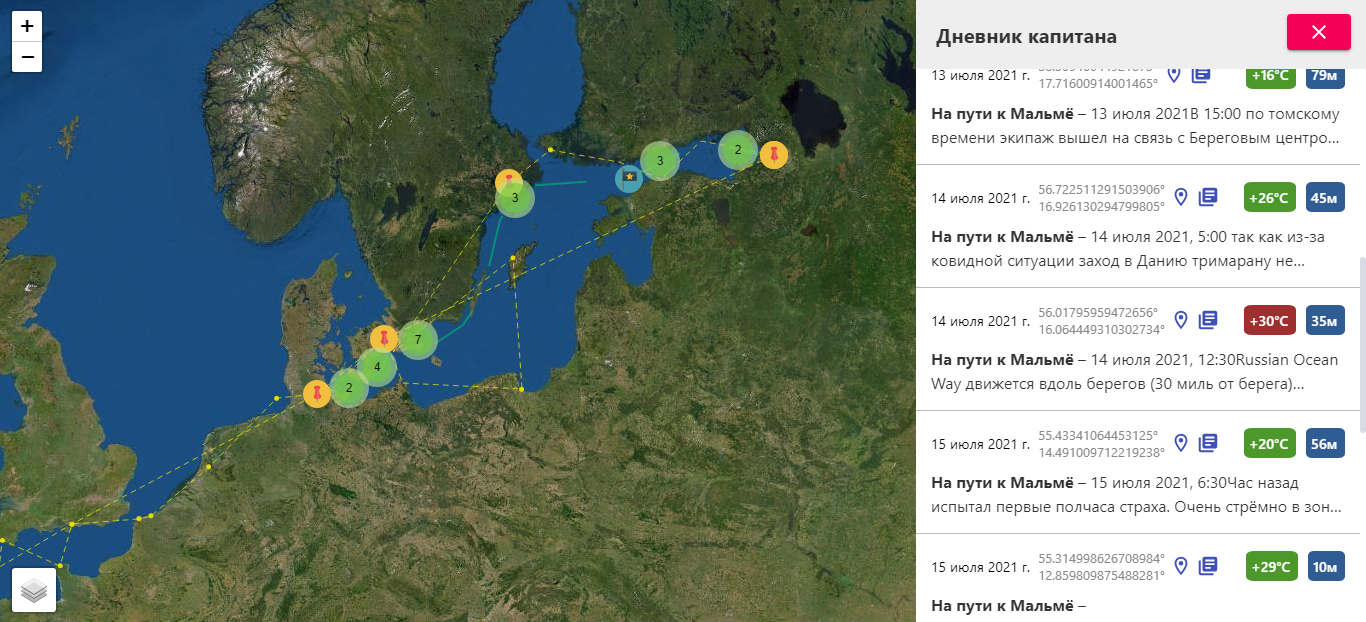 +
−
3
2
3
7
4
2
Дневник капитана
13 июля 2021 г.
17.71600914001465°
+16°C
79м
На пути к Мальмё – 13 июля 2021В 15:00 по томскому
времени экипаж вышел на связь с Береговым центро...
14 июля 2021 г.
56.722511291503906°
16.926130294799805°
+26°C
45м
На пути к Мальмё – 14 июля 2021, 5:00 так как из-за
ковидной ситуации заход в Данию тримарану не...
14 июля 2021 г.
56.01795959472656°
16.064449310302734°
+30°C
35м
На пути к Мальмё – 14 июля 2021, 12:30Russian Ocean
Way движется вдоль берегов (30 миль от берега)...
15 июля 2021 г.
55.43341064453125°
14.491009712219238°
+20°C
56м
На пути к Мальмё – 15 июля 2021, 6:30Час назад
испытал первые полчаса страха. Очень стрёмно в зон...
15 июля 2021 г.
55.314998626708984°
12.859809875488281°
+29°C
10м
На пути к Мальмё –